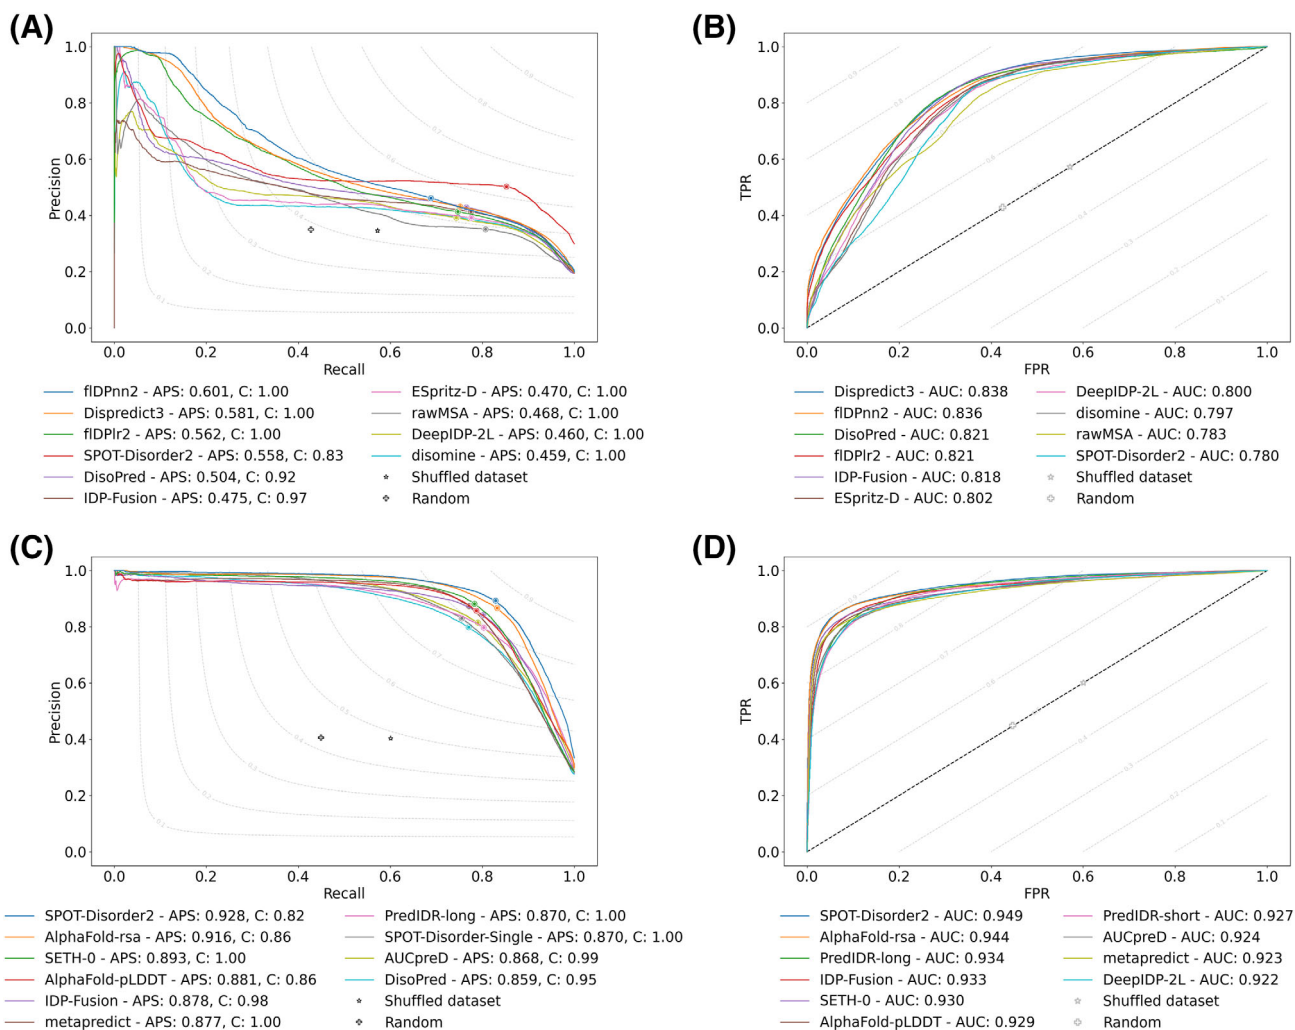 (A)
(B)
Precision
1.0
0.8
0.6
0.4
0.2
0.0
0.0 0.2 0.4 0.6 0.8 1.0
Recall
flDPnn2 - APS: 0.601, C: 1.00
Dispredict3 - APS: 0.581, C: 1.00
flDPlr2 - APS: 0.562, C: 1.00
SPOT-Disorder2 - APS: 0.558, C: 0.83
DisoPred - APS: 0.504, C: 0.92
IDP-Fusion - APS: 0.475, C: 0.97
ESpritz-D - APS: 0.470, C: 1.00
rawMSA - APS: 0.468, C: 1.00
DeepIDP-2L - APS: 0.460, C: 1.00
disomine - APS: 0.459, C: 1.00
Shuffled dataset
Random
TPR
1.0
0.8
0.6
0.4
0.2
0.0
0.0 0.2 0.4 0.6 0.8 1.0
FPR
Dispredict3 - AUC: 0.838
flDPnn2 - AUC: 0.836
DisoPred - AUC: 0.821
flDPlr2 - AUC: 0.821
IDP-Fusion - AUC: 0.818
ESpritz-D - AUC: 0.802
DeepIDP-2L - AUC: 0.800
disomine - AUC: 0.797
rawMSA - AUC: 0.783
SPOT-Disorder2 - AUC: 0.780
Shuffled dataset
Random
(C)
(D)
Precision
1.0
0.8
0.6
0.4
0.2
0.0
0.0 0.2 0.4 0.6 0.8 1.0
Recall
SPOT-Disorder2 - APS: 0.928, C: 0.82
AlphaFold-rsa - APS: 0.916, C: 0.86
SETH-0 - APS: 0.893, C: 1.00
AlphaFold-pLDDT - APS: 0.881, C: 0.86
IDP-Fusion - APS: 0.878, C: 0.98
metapredict - APS: 0.877, C: 1.00
PredIDR-long - APS: 0.870, C: 1.00
SPOT-Disorder-Single - APS: 0.870, C: 1.00
AUCpreD - APS: 0.868, C: 0.99
DisoPred - APS: 0.859, C: 0.95
Shuffled dataset
Random
TPR
1.0
0.8
0.6
0.4
0.2
0.0
0.0 0.2 0.4 0.6 0.8 1.0
FPR
SPOT-Disorder2 - AUC: 0.949
AlphaFold-rsa - AUC: 0.944
PredIDR-long - AUC: 0.934
IDP-Fusion - AUC: 0.933
SETH-0 - AUC: 0.930
AlphaFold-pLDDT - AUC: 0.929
PredIDR-short - AUC: 0.927
AUCpreD - AUC: 0.924
metapredict - AUC: 0.923
DeepIDP-2L - AUC: 0.922
Shuffled dataset
Random